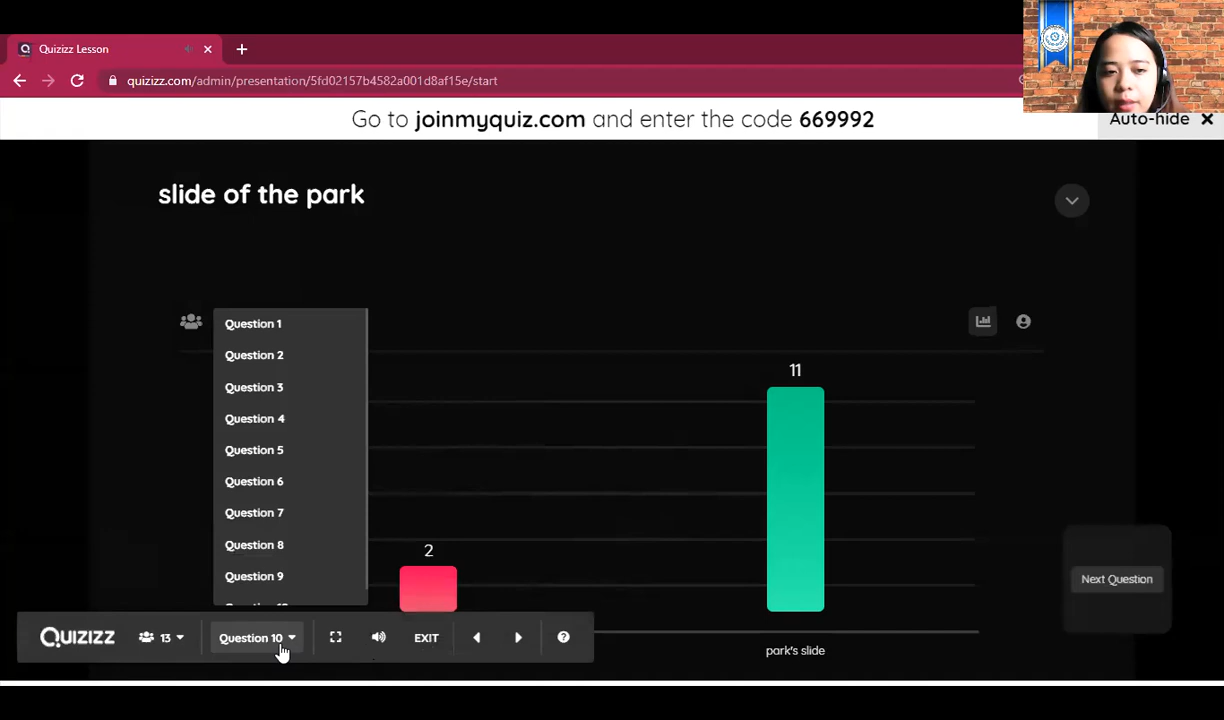 Quizizz Lesson
quizizz.com/admin/presentation/5fd02157b4582a001d8af15e/start
Go to joinmyquiz.com and enter the code 669992
Auto-hide
slide of the park
Question 1
Question 2
Question 3
Question 4
Question 5
Question 6
Question 7
Question 8
Question 9
11
2
Next Question
park's slide
QUIZIZZ
13
Question 10
EXIT